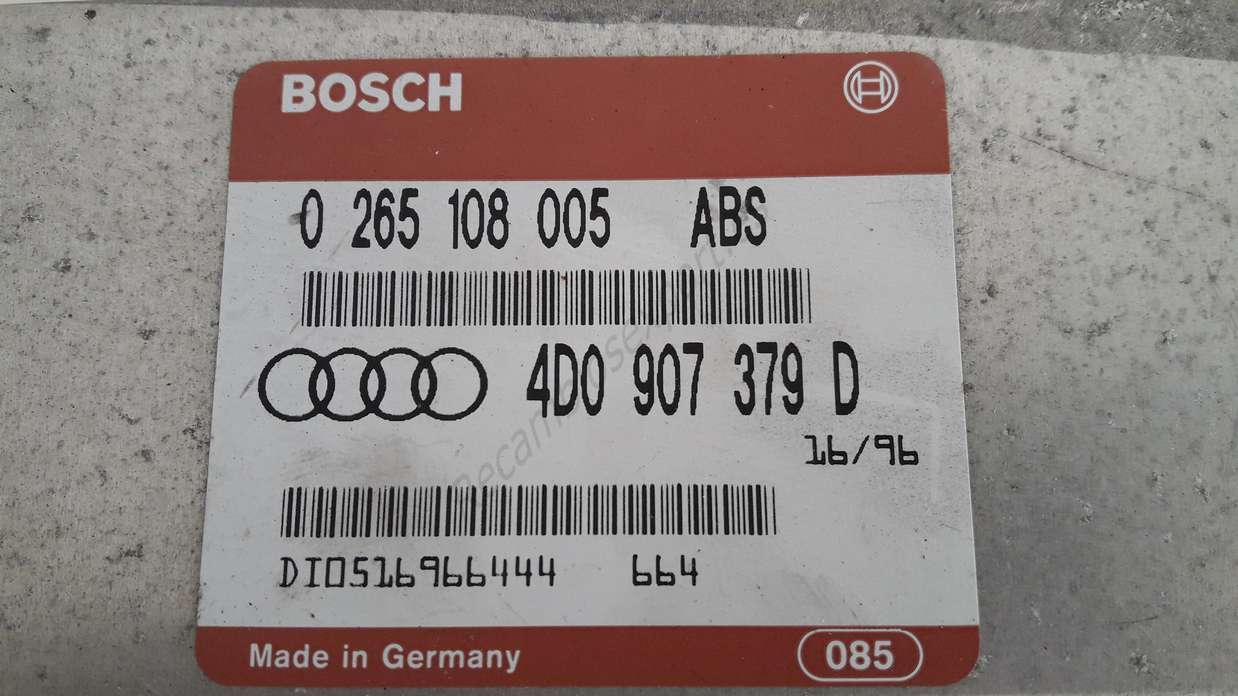 BOSCH
0 265 108 005 ABS
4D0 907 379 D
16/96
DI0516966444 664
Made in Germany 085